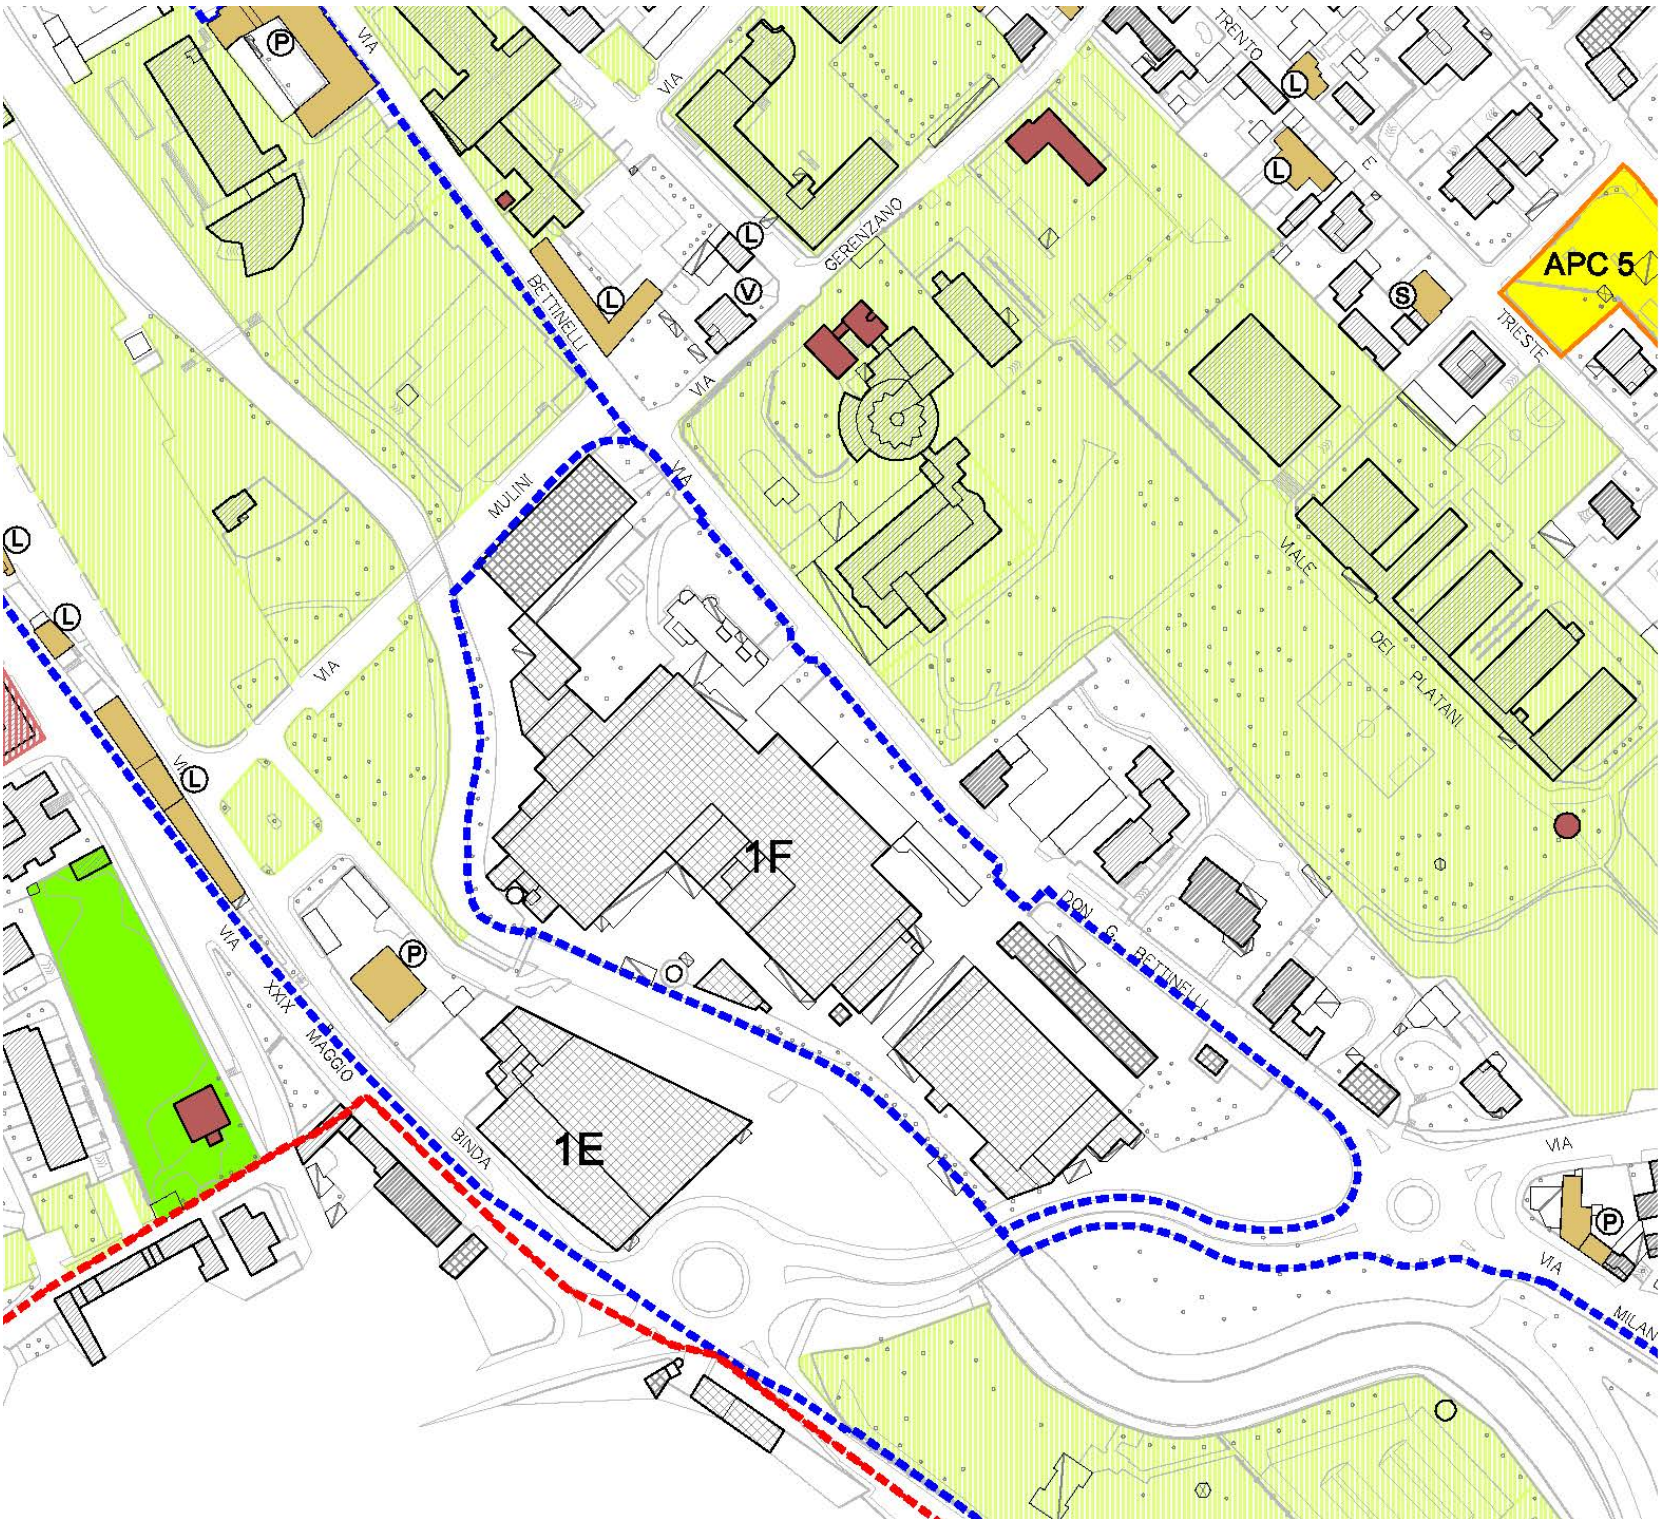 P
VIA
VIA
TRENTO
E
L
L
L
V
L
GERENZANO
BETTINELLI
VIA
APC 5
S
TRIESTE
VIA
MULINI
L
L
VIALE
DEI
PLATANI
VIA
L
1F
DON G. BETTINELLI
P
VIA
XXIX
MAGGIO
BINDA
1E
VIA
P
VIA
MILAN